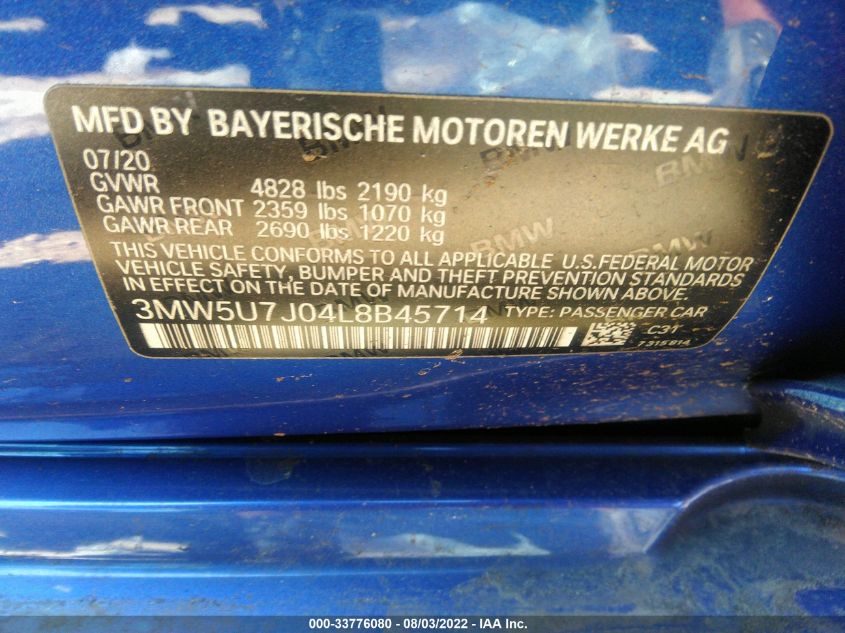 MFD BY BAYERISCHE MOTOREN WERKE AG
07/20
GVWR 4828 lbs 2190 kg
GAWR FRONT 2359 lbs 1070 kg
GAWR REAR 2690 lbs 1220 kg
THIS VEHICLE CONFORMS TO ALL APPLICABLE U.S.FEDERAL MOTOR
VEHICLE SAFETY, BUMPER AND THEFT PREVENTION STANDARDS
IN EFFECT ON THE DATE OF MANUFACTURE SHOWN ABOVE.
3MW5U7J04L8B45714 TYPE: PASSENGER CAR
C31
7315814
000-33776080 - 08/03/2022 - IAA Inc.